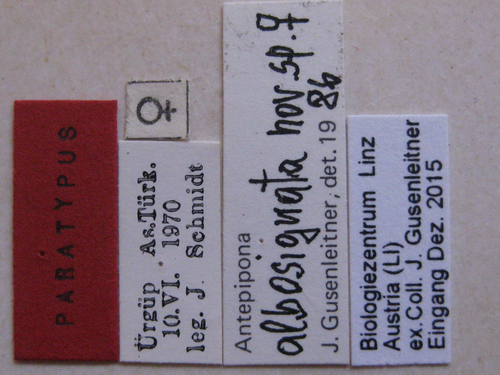 PARATYPUS
♀
Ürgüp As.Türk.
10.VI. 1970
leg. J. Schmidt
Antepipona
albosignata nov.sp. ♀
J. Gusenleitner, det.19 86
Biologiezentrum Linz
Austria (LI)
ex.Coll. J. Gusenleitner
Eingang Dez. 2015